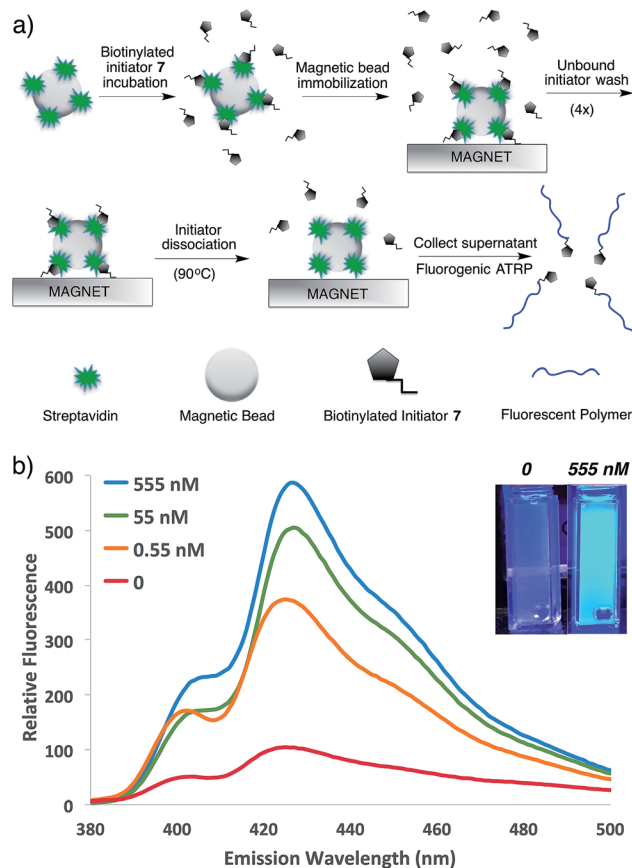 a)
Biotinylated
initiator 7
incubation
Magnetic bead
immobilization
Unbound
initiator wash
(4x)
MAGNET
Initiator
dissociation
(90°C)
Collect supernatant
Fluorogenic ATRP
MAGNET
MAGNET
Streptavidin
Magnetic Bead
Biotinylated Initiator 7
Fluorescent Polymer
b)
0
555 nM
600
500
400
300
200
100
0
Relative Fluorescence
555 nM
55 nM
0.55 nM
0
380
400
420
440
460
480
500
Emission Wavelength (nm)